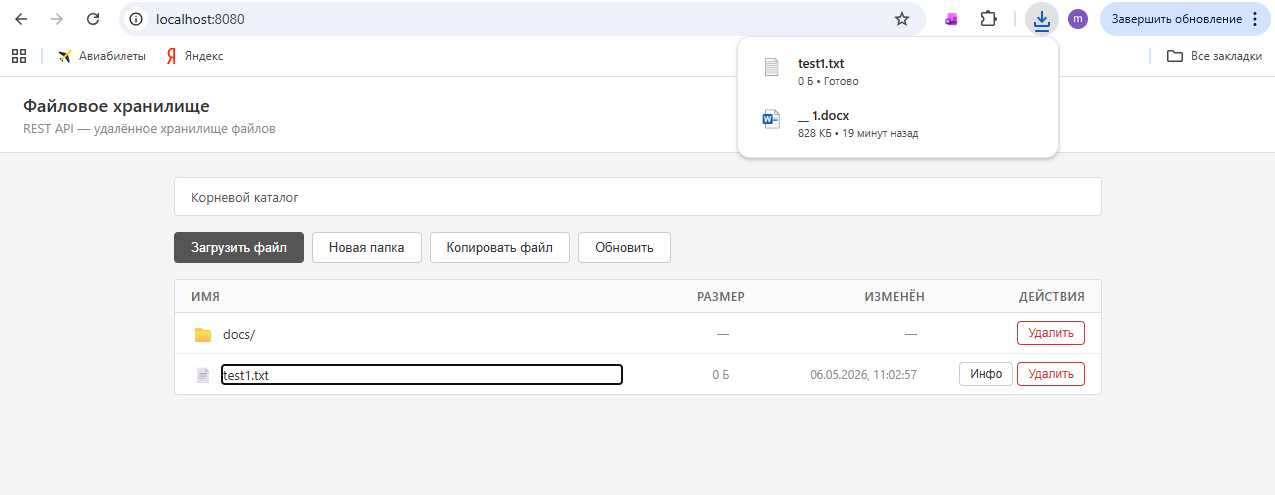 localhost:8080
m
Завершить обновление
Авиабилеты
Яндекс
Все закладки
test1.txt
0 Б • Готово
__ 1.docx
828 КБ • 19 минут назад
Файловое хранилище
REST API — удалённое хранилище файлов
Корневой каталог
Загрузить файл Новая папка Копировать файл Обновить
ИМЯ РАЗМЕР ИЗМЕНЁН ДЕЙСТВИЯ
docs/ — — Удалить
test1.txt 0 Б 06.05.2026, 11:02:57 Инфо Удалить